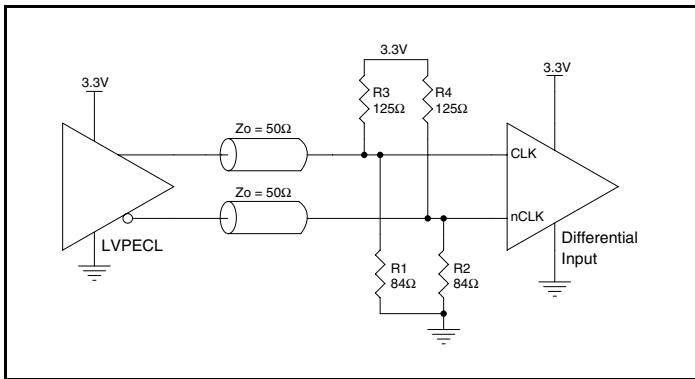 3.3V
3.3V
3.3V
R3
125Ω
R4
125Ω
Zo = 50Ω
CLK
Zo = 50Ω
nCLK
LVPECL
Differential
Input
R1
84Ω
R2
84Ω